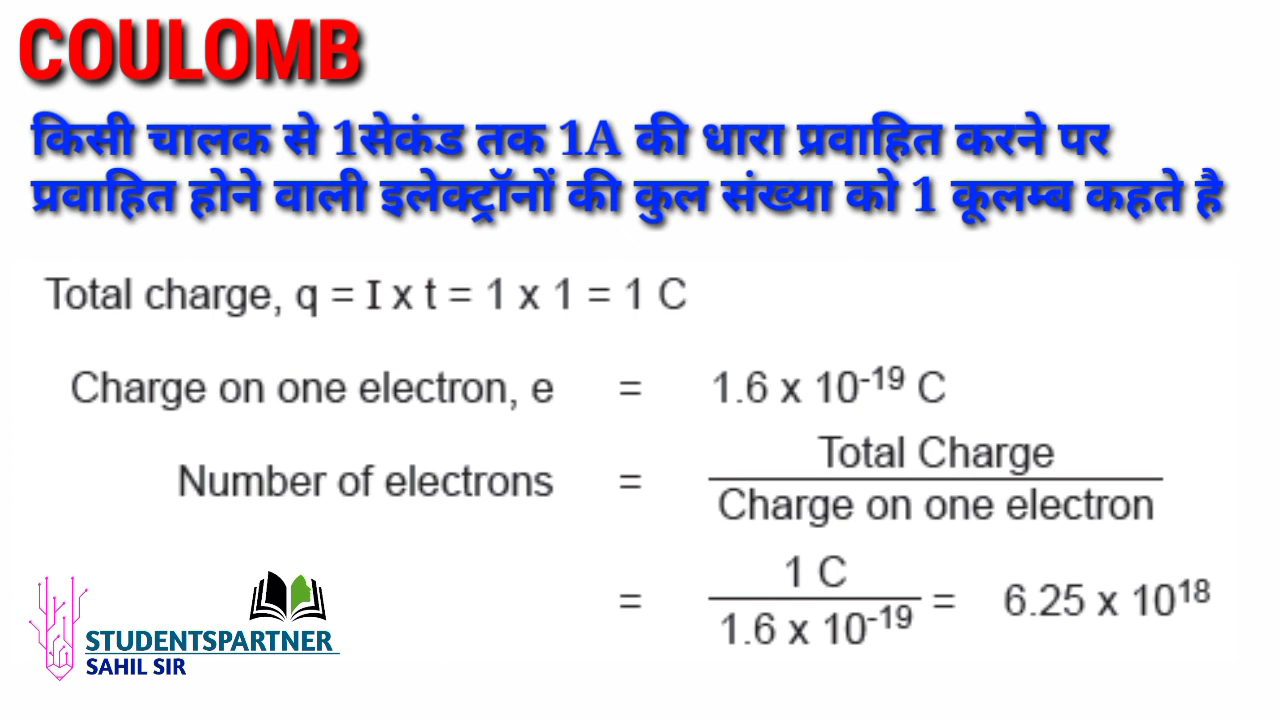 COULOMB
किसी चालक से 1सेकंड तक 1A की धारा प्रवाहित करने पर
प्रवाहित होने वाली इलेक्ट्रॉनों की कुल संख्या को 1 कूलम्ब कहते है
Total charge, q = I x t = 1 x 1 = 1 C
Charge on one electron, e = 1.6 x 10⁻¹⁹ C
Number of electrons = Total Charge
Charge on one electron
= 1 C
1.6 x 10⁻¹⁹ = 6.25 x 10¹⁸
STUDENTSPARTNER
SAHIL SIR